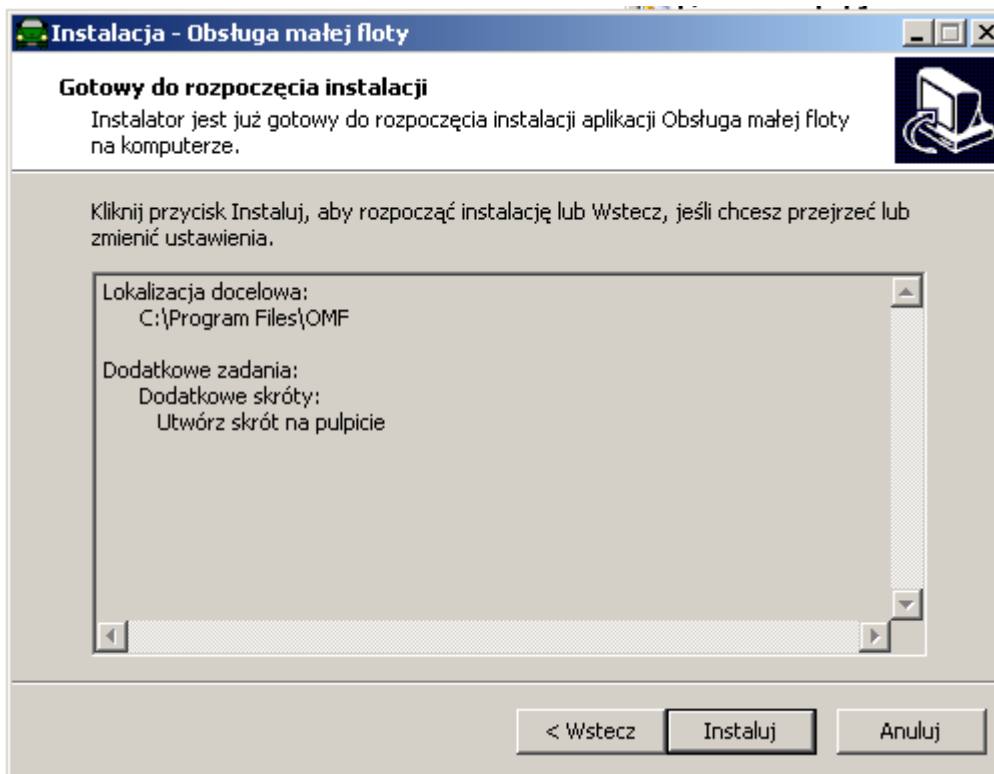 Instalacja - Obsługa małej floty
Gotowy do rozpoczęcia instalacji
Instalator jest już gotowy do rozpoczęcia instalacji aplikacji Obsługa małej floty
na komputerze.
Kliknij przycisk Instaluj, aby rozpocząć instalację lub Wstecz, jeśli chcesz przejrzeć lub
zmienić ustawienia.
Lokalizacja docelowa:
C:\Program Files\OMF
Dodatkowe zadania:
Dodatkowe skróty:
Utwórz skrót na pulpicie
< Wstecz
Instaluj
Anuluj